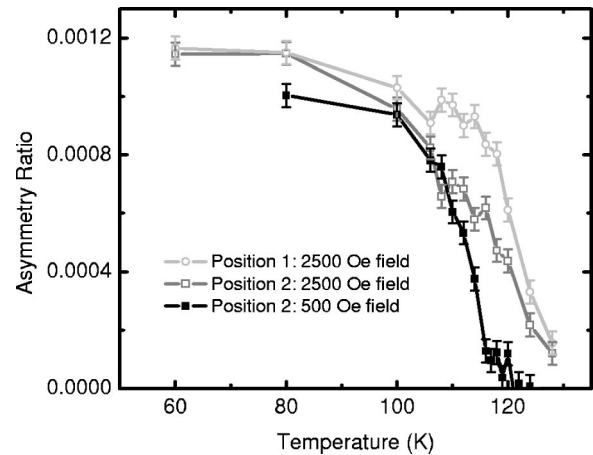 0.0012
0.0008
0.0004
0.0000
Asymmetry Ratio
Position 1: 2500 Oe field
Position 2: 2500 Oe field
Position 2: 500 Oe field
60 80 100 120
Temperature (K)